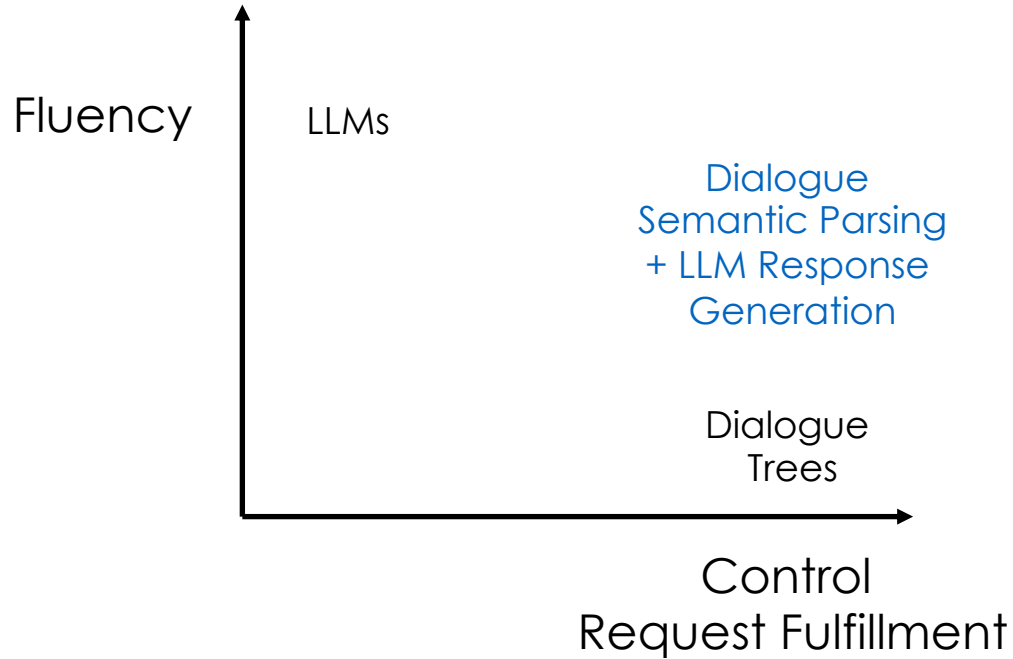 Fluency
LLMs
Dialogue
Semantic Parsing
+ LLM Response
Generation
Dialogue
Trees
Control
Request Fulfillment